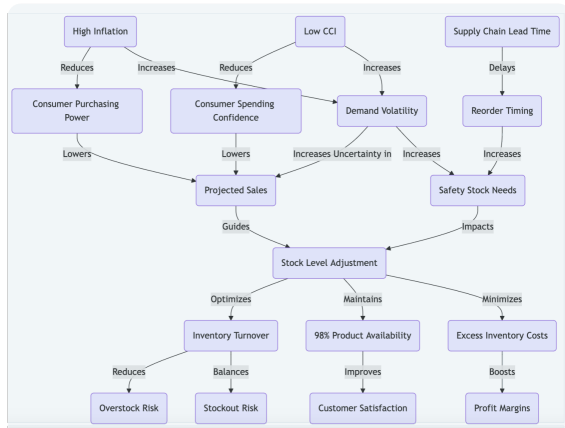 High Inflation
Low CCI
Supply Chain Lead Time
Reduces
Increases
Reduces
Increases
Delays
Consumer Purchasing
Power
Consumer Spending
Confidence
Demand Volatility
Reorder Timing
Lowers
Lowers
Increases Uncertainty in
Increases
Increases
Projected Sales
Safety Stock Needs
Guides
Impacts
Stock Level Adjustment
Optimizes
Maintains
Minimizes
Inventory Turnover
98% Product Availability
Excess Inventory Costs
Reduces
Balances
Improves
Boosts
Overstock Risk
Stockout Risk
Customer Satisfaction
Profit Margins